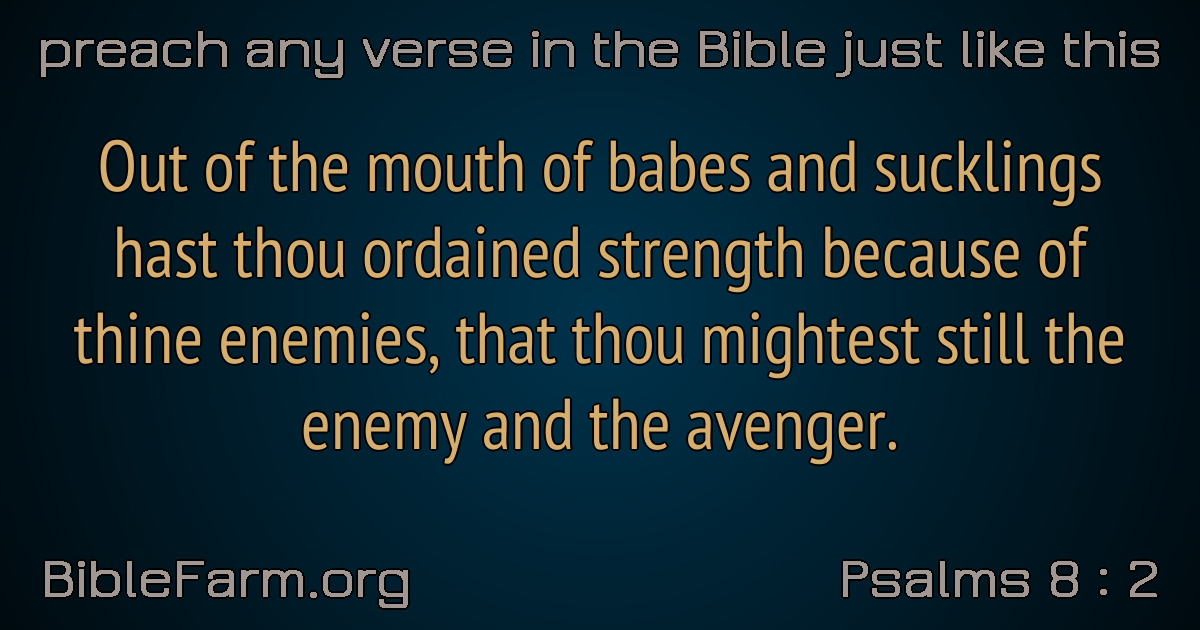 preach any verse in the Bible just like this
Out of the mouth of babes and sucklings
hast thou ordained strength because of
thine enemies, that thou mightest still the
enemy and the avenger.
BibleFarm.org
Psalms 8 : 2